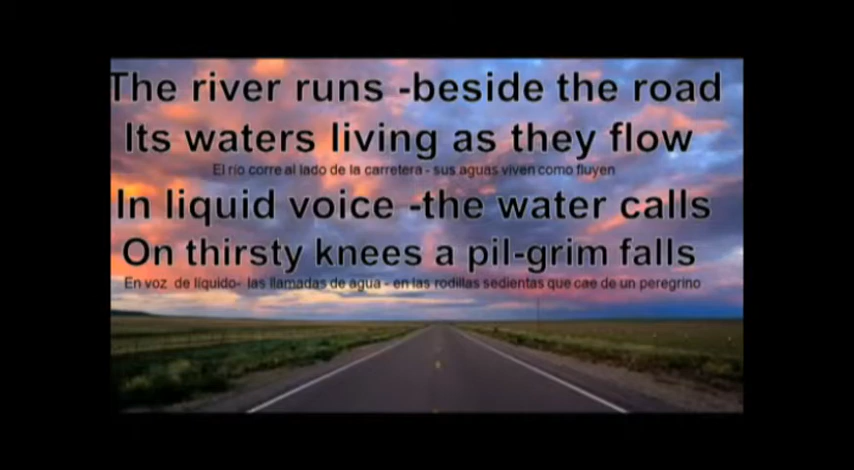 The river runs -beside the road
Its waters living as they flow
El río corre al lado de la carretera - sus aguas viven como fluyen
In liquid voice -the water calls
On thirsty knees a pil-grim falls
En voz de líquido- las llamadas de agua - en las rodillas sedientas que cae de un peregrino